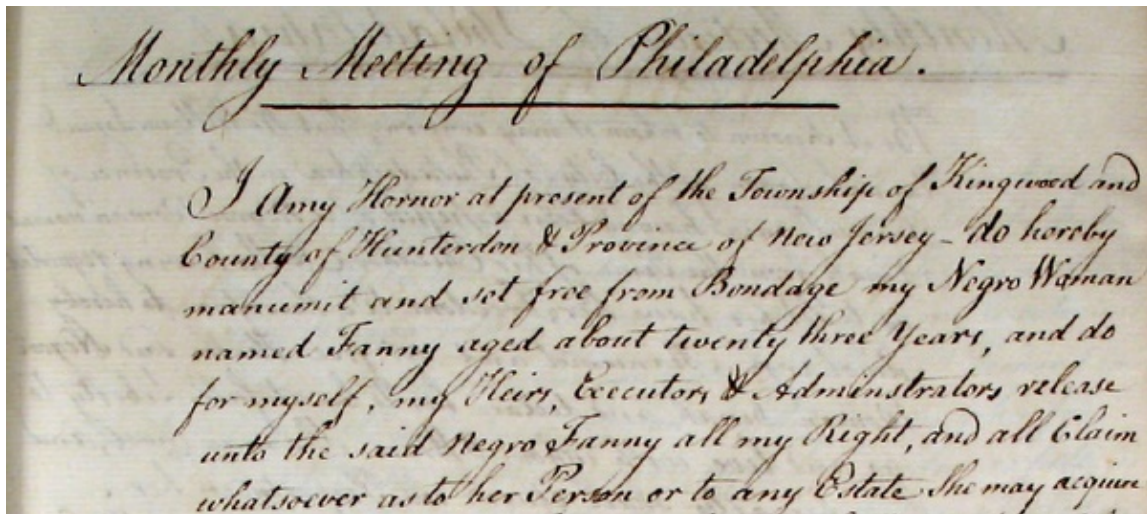 Monthly Meeting of Philadelphia.
I Amy Hornor at present of the Township of Kingwood and
County of Hunterdon & Province of New Jersey - do hereby
manumit and set free from Bondage my Negro Woman
named Fanny aged about twenty three Years, and do
for myself, my Heirs, Executors & Adminstrators release
unto the said Negro Fanny all my Right, and all Claim
whatsoever as to her Person or to any Estate She may acquire